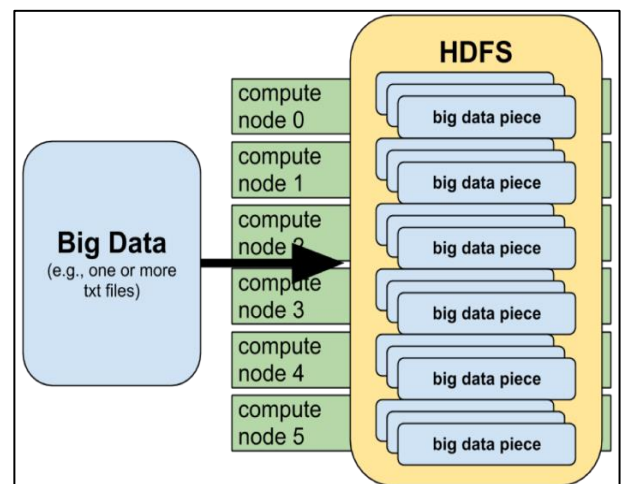 HDFS
compute
node 0
big data piece
compute
node 1
big data piece
Big Data
(e.g., one or more
txt files)
compute
node 2
big data piece
compute
node 3
big data piece
compute
node 4
big data piece
compute
node 5
big data piece